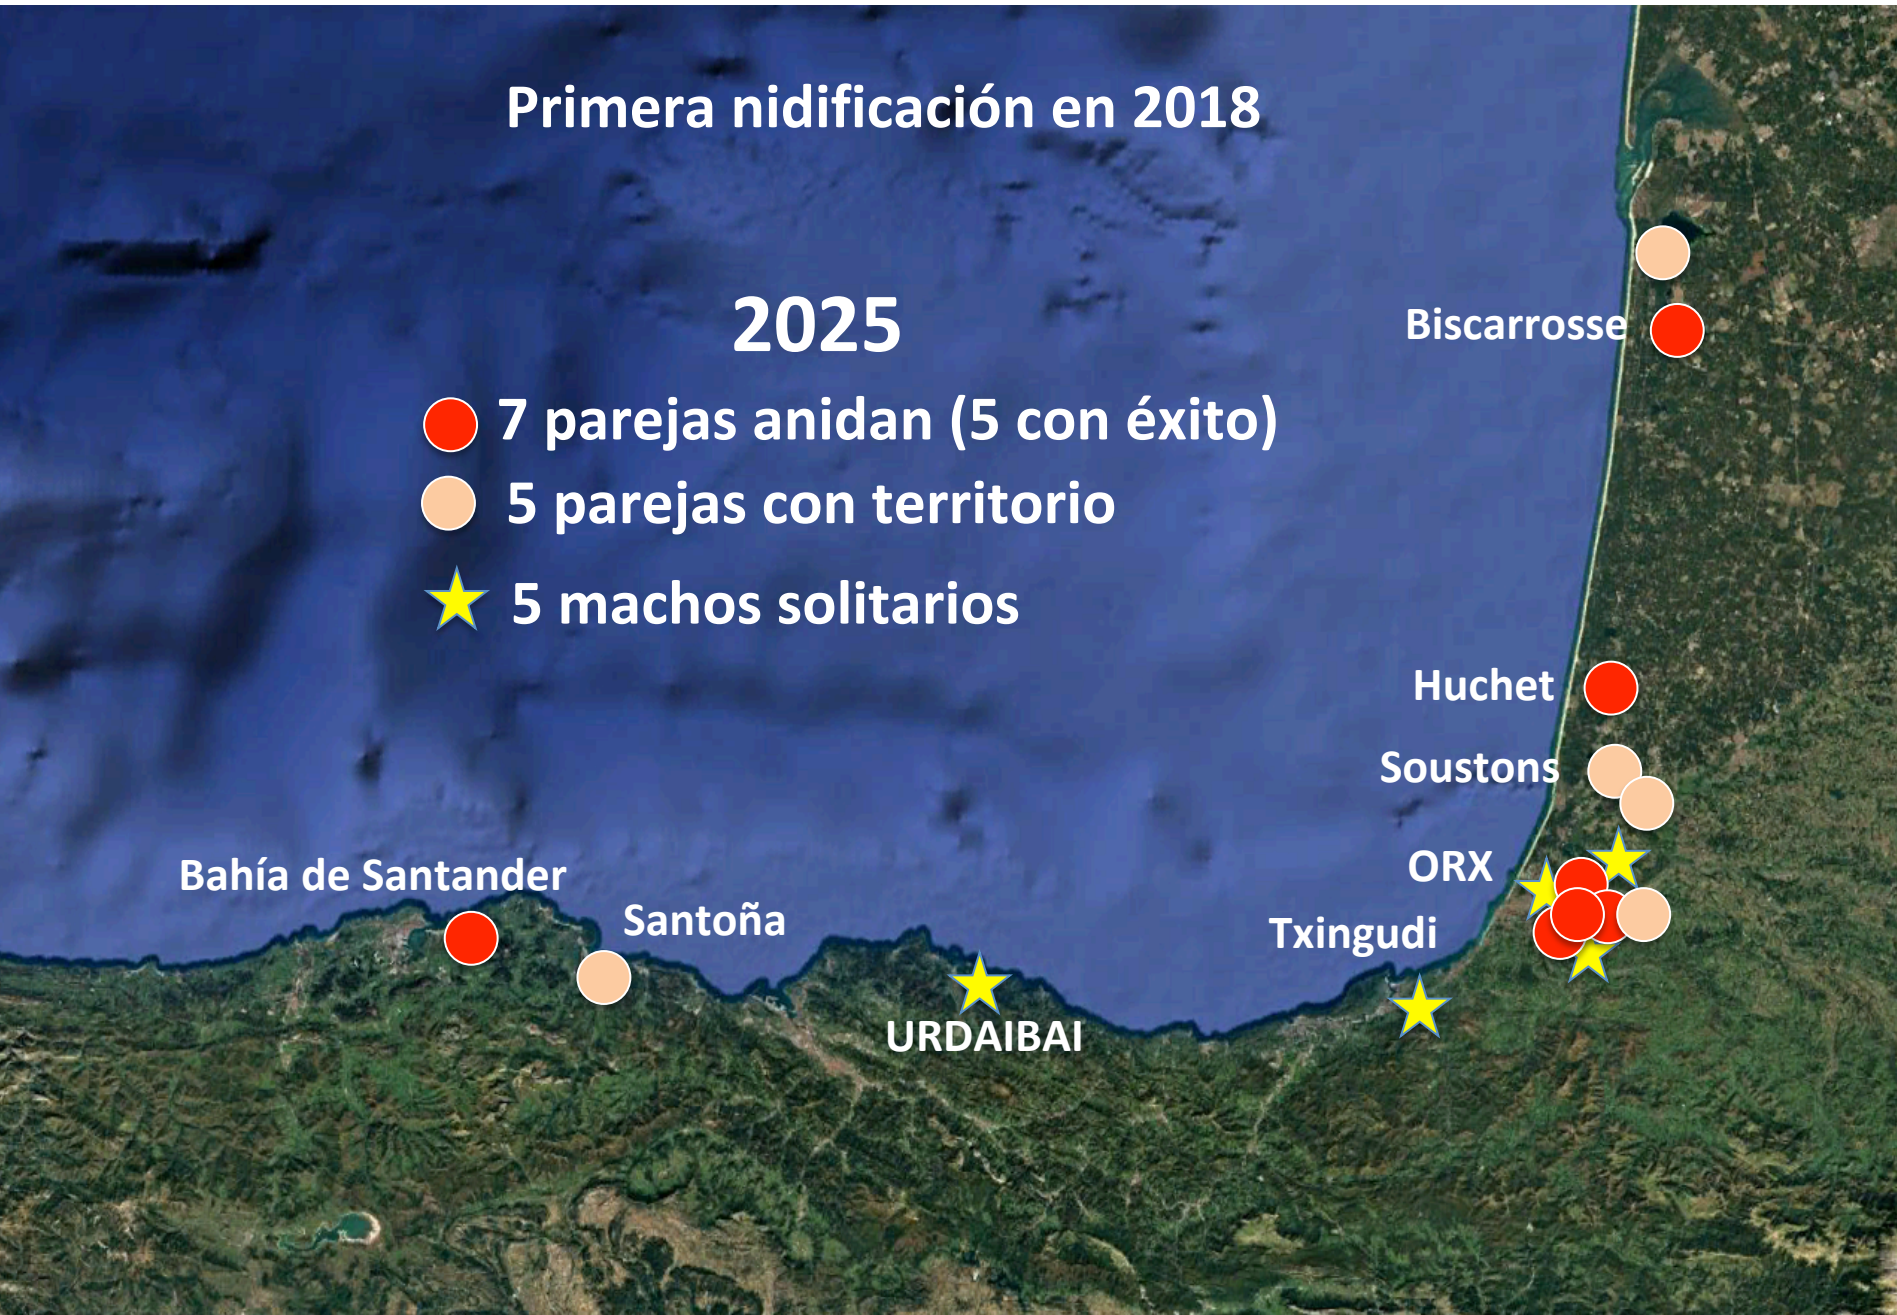 Primera nidificación en 2018
2025
7 parejas anidan (5 con éxito)
5 parejas con territorio
5 machos solitarios
Biscarrosse
Huchet
Soustons
ORX
Txingudi
Bahía de Santander
Santoña
URDAIBAI